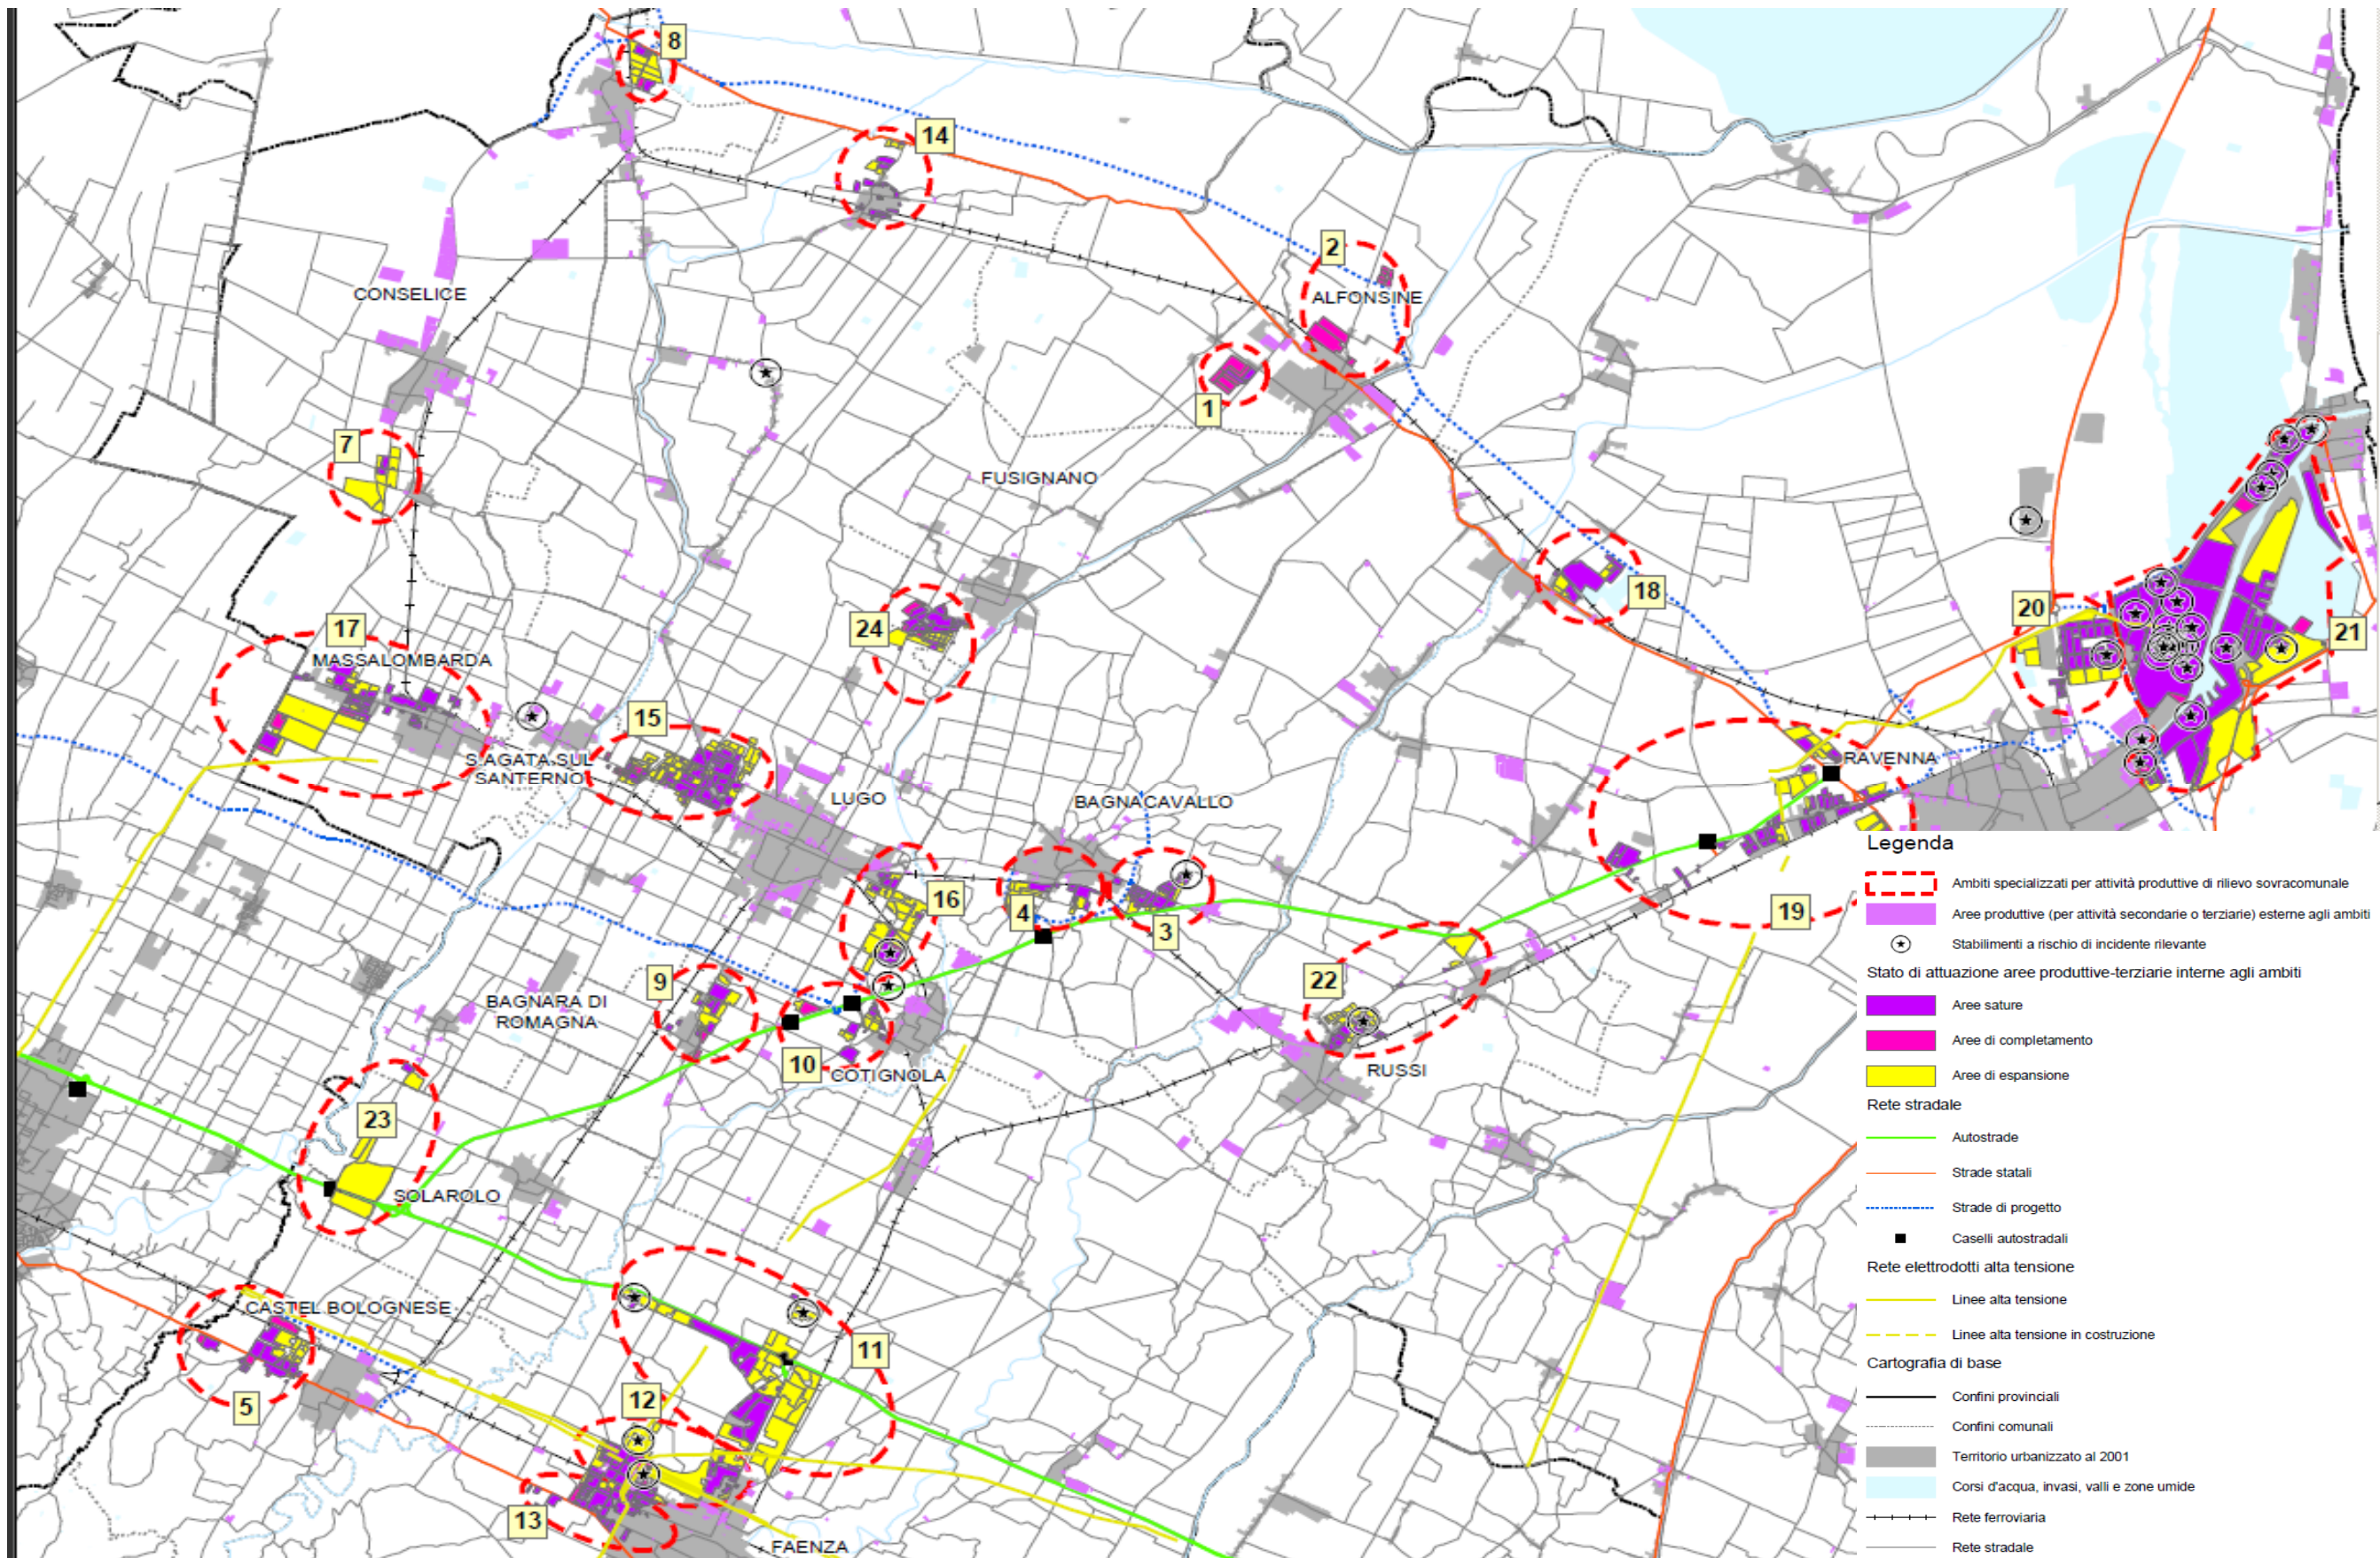 8
14
2
CONSELICE
ALFONSINE
1
7
FUSIGNANO
18
20
24
17
21
MASSALOMBARDA
15
S.AGATA SUL
SANTERNO
RAVENNA
LUGO
BAGNACAVALLO
16
4
19
3
9
22
BAGNARA DI
ROMAGNA
10
COTIGNOLA
RUSSI
23
SOLAROLO
CASTEL BOLOGNESE
11
12
5
13
FAENZA
Legenda
Ambiti specializzati per attività produttive di rilievo sovracomunale
Aree produttive (per attività secondarie o terziarie) esterne agli ambiti
Stabilimenti a rischio di incidente rilevante
Stato di attuazione aree produttive-terziarie interne agli ambiti
Aree sature
Aree di completamento
Aree di espansione
Rete stradale
Autostrade
Strade statali
Strade di progetto
Caselli autostradali
Rete elettrodotti alta tensione
Linee alta tensione
Linee alta tensione in costruzione
Cartografia di base
Confini provinciali
Confini comunali
Territorio urbanizzato al 2001
Corsi d'acqua, invasi, valli e zone umide
Rete ferroviaria
Rete stradale